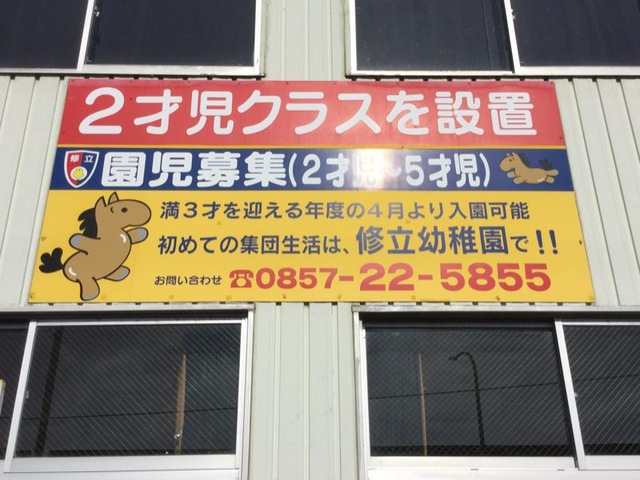 2才児クラスを設置
修立
園児募集(2才児~5才児)
満3才を迎える年度の4月より入園可能
初めての集団生活は、修立幼稚園で!!
お問い合わせ ☎0857-22-5855